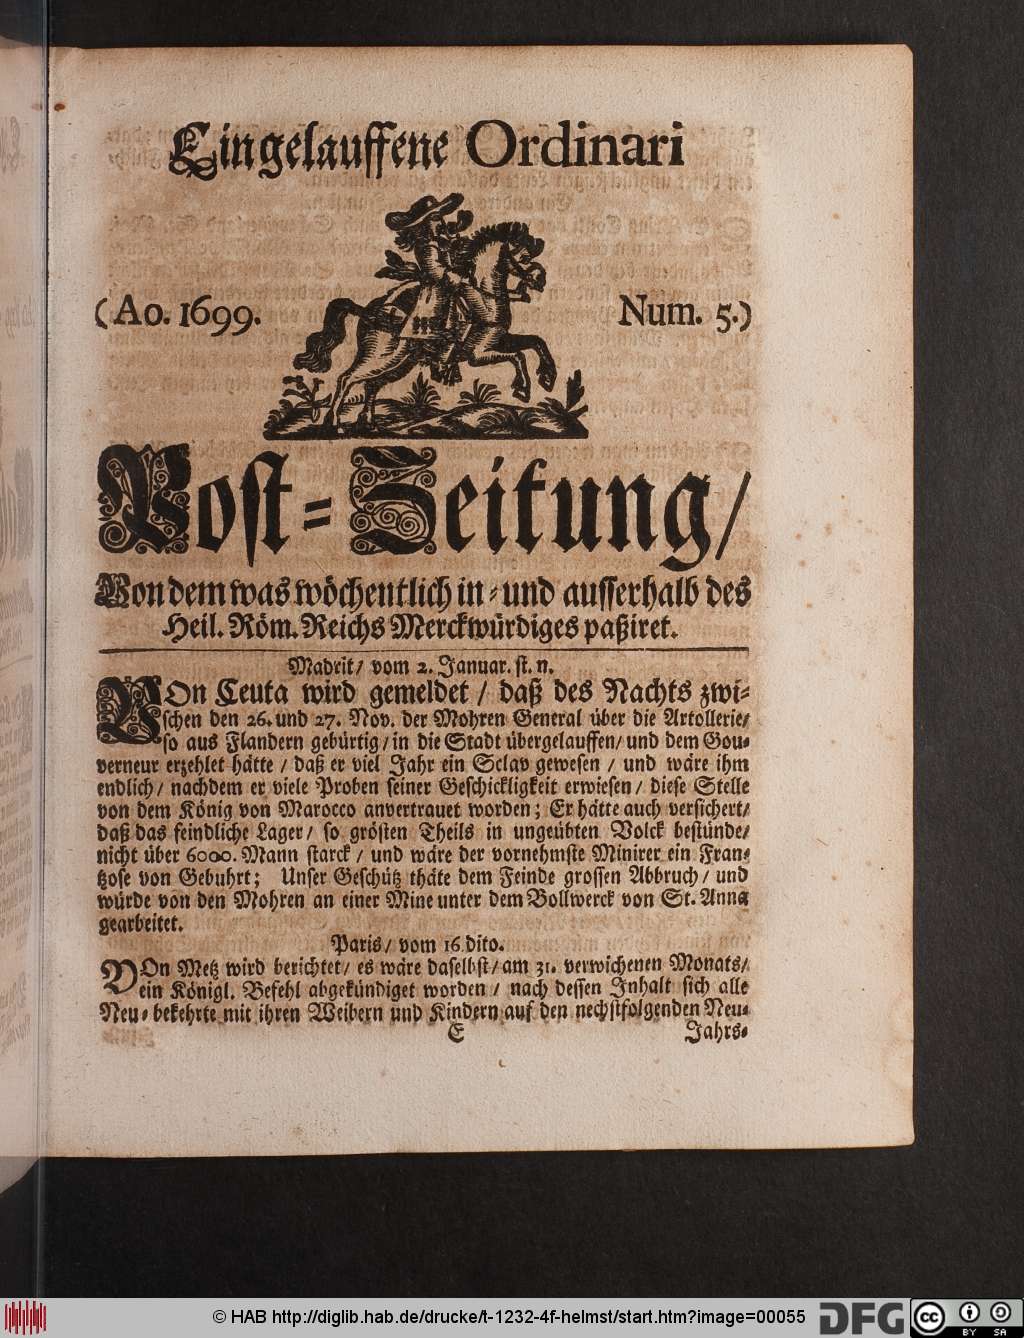 Eingelauffene Ordinari
(Ao. 1699. Num. 5.)
Post-Zeitung/
Von dem was wöchentlich in- und ausserhalb des
Heil. Röm. Reichs Merckwürdiges paßiret.
Madrit/ vom 2. Januar. st. n.
VOn Ceuta wird gemeldet / daß des Nachts zwi-
schen den 26. und 27. Nov. der Mohren General über die Artollerie/
so aus Flandern gebürtig/ in die Stadt übergelauffen/ und dem Gou-
verneur erzehlet hätte / daß er viel Jahr ein Sclav gewesen / und wäre ihm
endlich/ nachdem er viele Proben seiner Geschickligkeit erwiesen/ diese Stelle
von dem König von Marocco anvertrauet worden; Er hätte auch versichert/
daß das feindliche Lager/ so grösten Theils in ungeübten Volck bestünde/
nicht über 6000. Mann starck / und wäre der vornehmste Minirer ein Fran-
tzose von Gebuhrt; Unser Geschütz thäte dem Feinde grossen Abbruch/ und
würde von den Mohren an einer Mine unter dem Bollwerck von St. Anna
gearbeitet.
Paris/ vom 16 dito.
VOn Metz wird berichtet/ es wäre daselbst/ am 31. verwichenen Monats/
ein Königl. Befehl abgekündiget worden / nach dessen Inhalt sich alle
Neu-bekehrte mit ihren Weibern und Kindern auf den nechstfolgenden Neu-
E Jahrs-
© HAB http://diglib.hab.de/drucke/t-1232-4f-helmst/start.htm?image=00055
DFG
cc BY SA